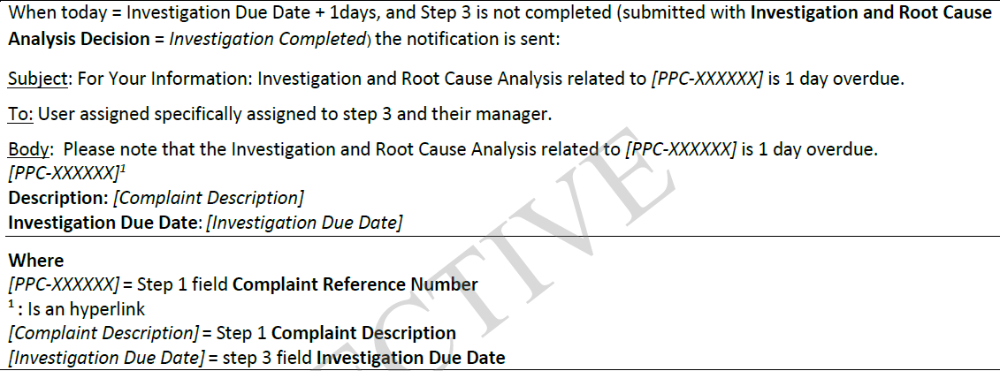 When today = Investigation Due Date + 1days, and Step 3 is not completed (submitted with Investigation and Root Cause
Analysis Decision = Investigation Completed) the notification is sent:
Subject: For Your Information: Investigation and Root Cause Analysis related to [PPC-XXXXXX] is 1 day overdue.
To: User assigned specifically assigned to step 3 and their manager.
Body:  Please note that the Investigation and Root Cause Analysis related to [PPC-XXXXXX] is 1 day overdue.
[PPC-XXXXXX]¹
Description: [Complaint Description]
Investigation Due Date: [Investigation Due Date]
Where
[PPC-XXXXXX] = Step 1 field Complaint Reference Number
¹ : Is an hyperlink
[Complaint Description] = Step 1 Complaint Description
[Investigation Due Date] = step 3 field Investigation Due Date
ECTIVE